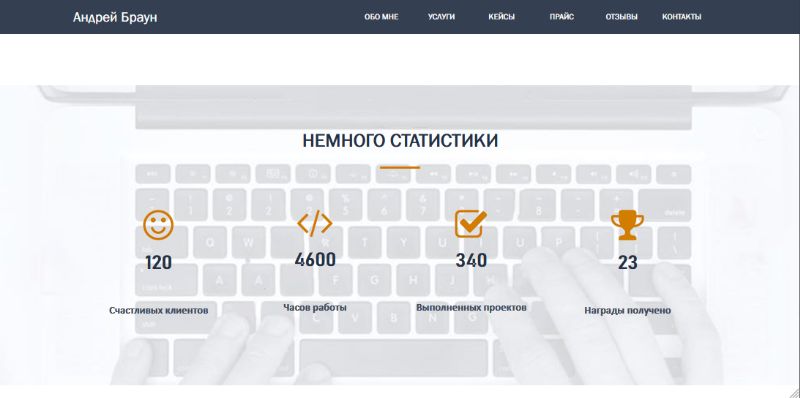 Андрей Браун
ОБО МНЕ УСЛУГИ КЕЙСЫ ПРАЙС ОТЗЫВЫ КОНТАКТЫ
НЕМНОГО СТАТИСТИКИ
120 4600 340 23
Счастливых клиентов Часов работы Выполненных проектов Награды получено